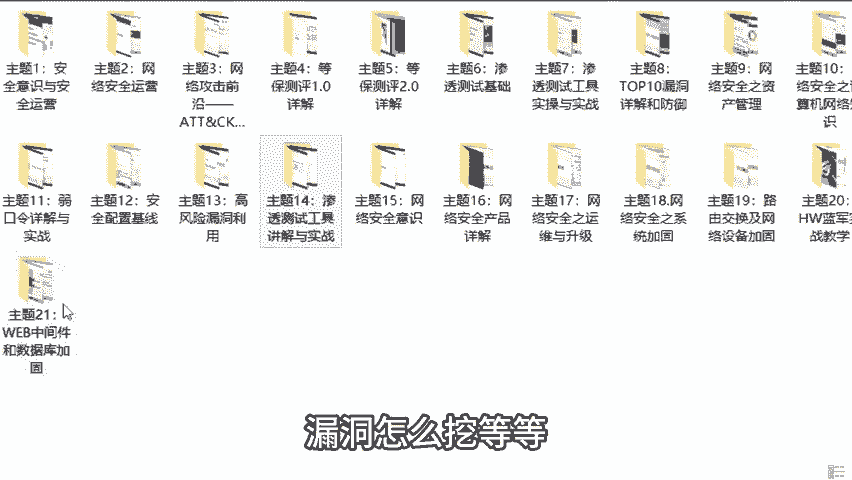 主题1：安
全意识与安
全运营
主题2：网
络安全运营
主题3：网
络攻击前
沿——
ATT&CK...
主题4：等
保测评1.0
详解
主题5：等
保测评2.0
详解
主题6：渗
透测试基础
主题7：渗
透测试工具
实操与实战
主题8：
TOP10漏洞
详解和防御
主题9：网
络安全之资
产管理
主题10：
络安全之计
算机网络知
识
主题11：弱
口令详解与
实战
主题12：安
全配置基线
主题13：高
风险漏洞利
用
主题14：渗
透测试工具
讲解与实战
主题15：网
络安全意识
主题16：网
络安全产品
详解
主题17：网
络安全之运
维与升级
主题18.网
络安全之系
统加固
主题19：路
由交换及网
络设备加固
主题20：
HW蓝军实
战教学
主题21：
WEB中间件
和数据库加
固
漏洞怎么挖等等